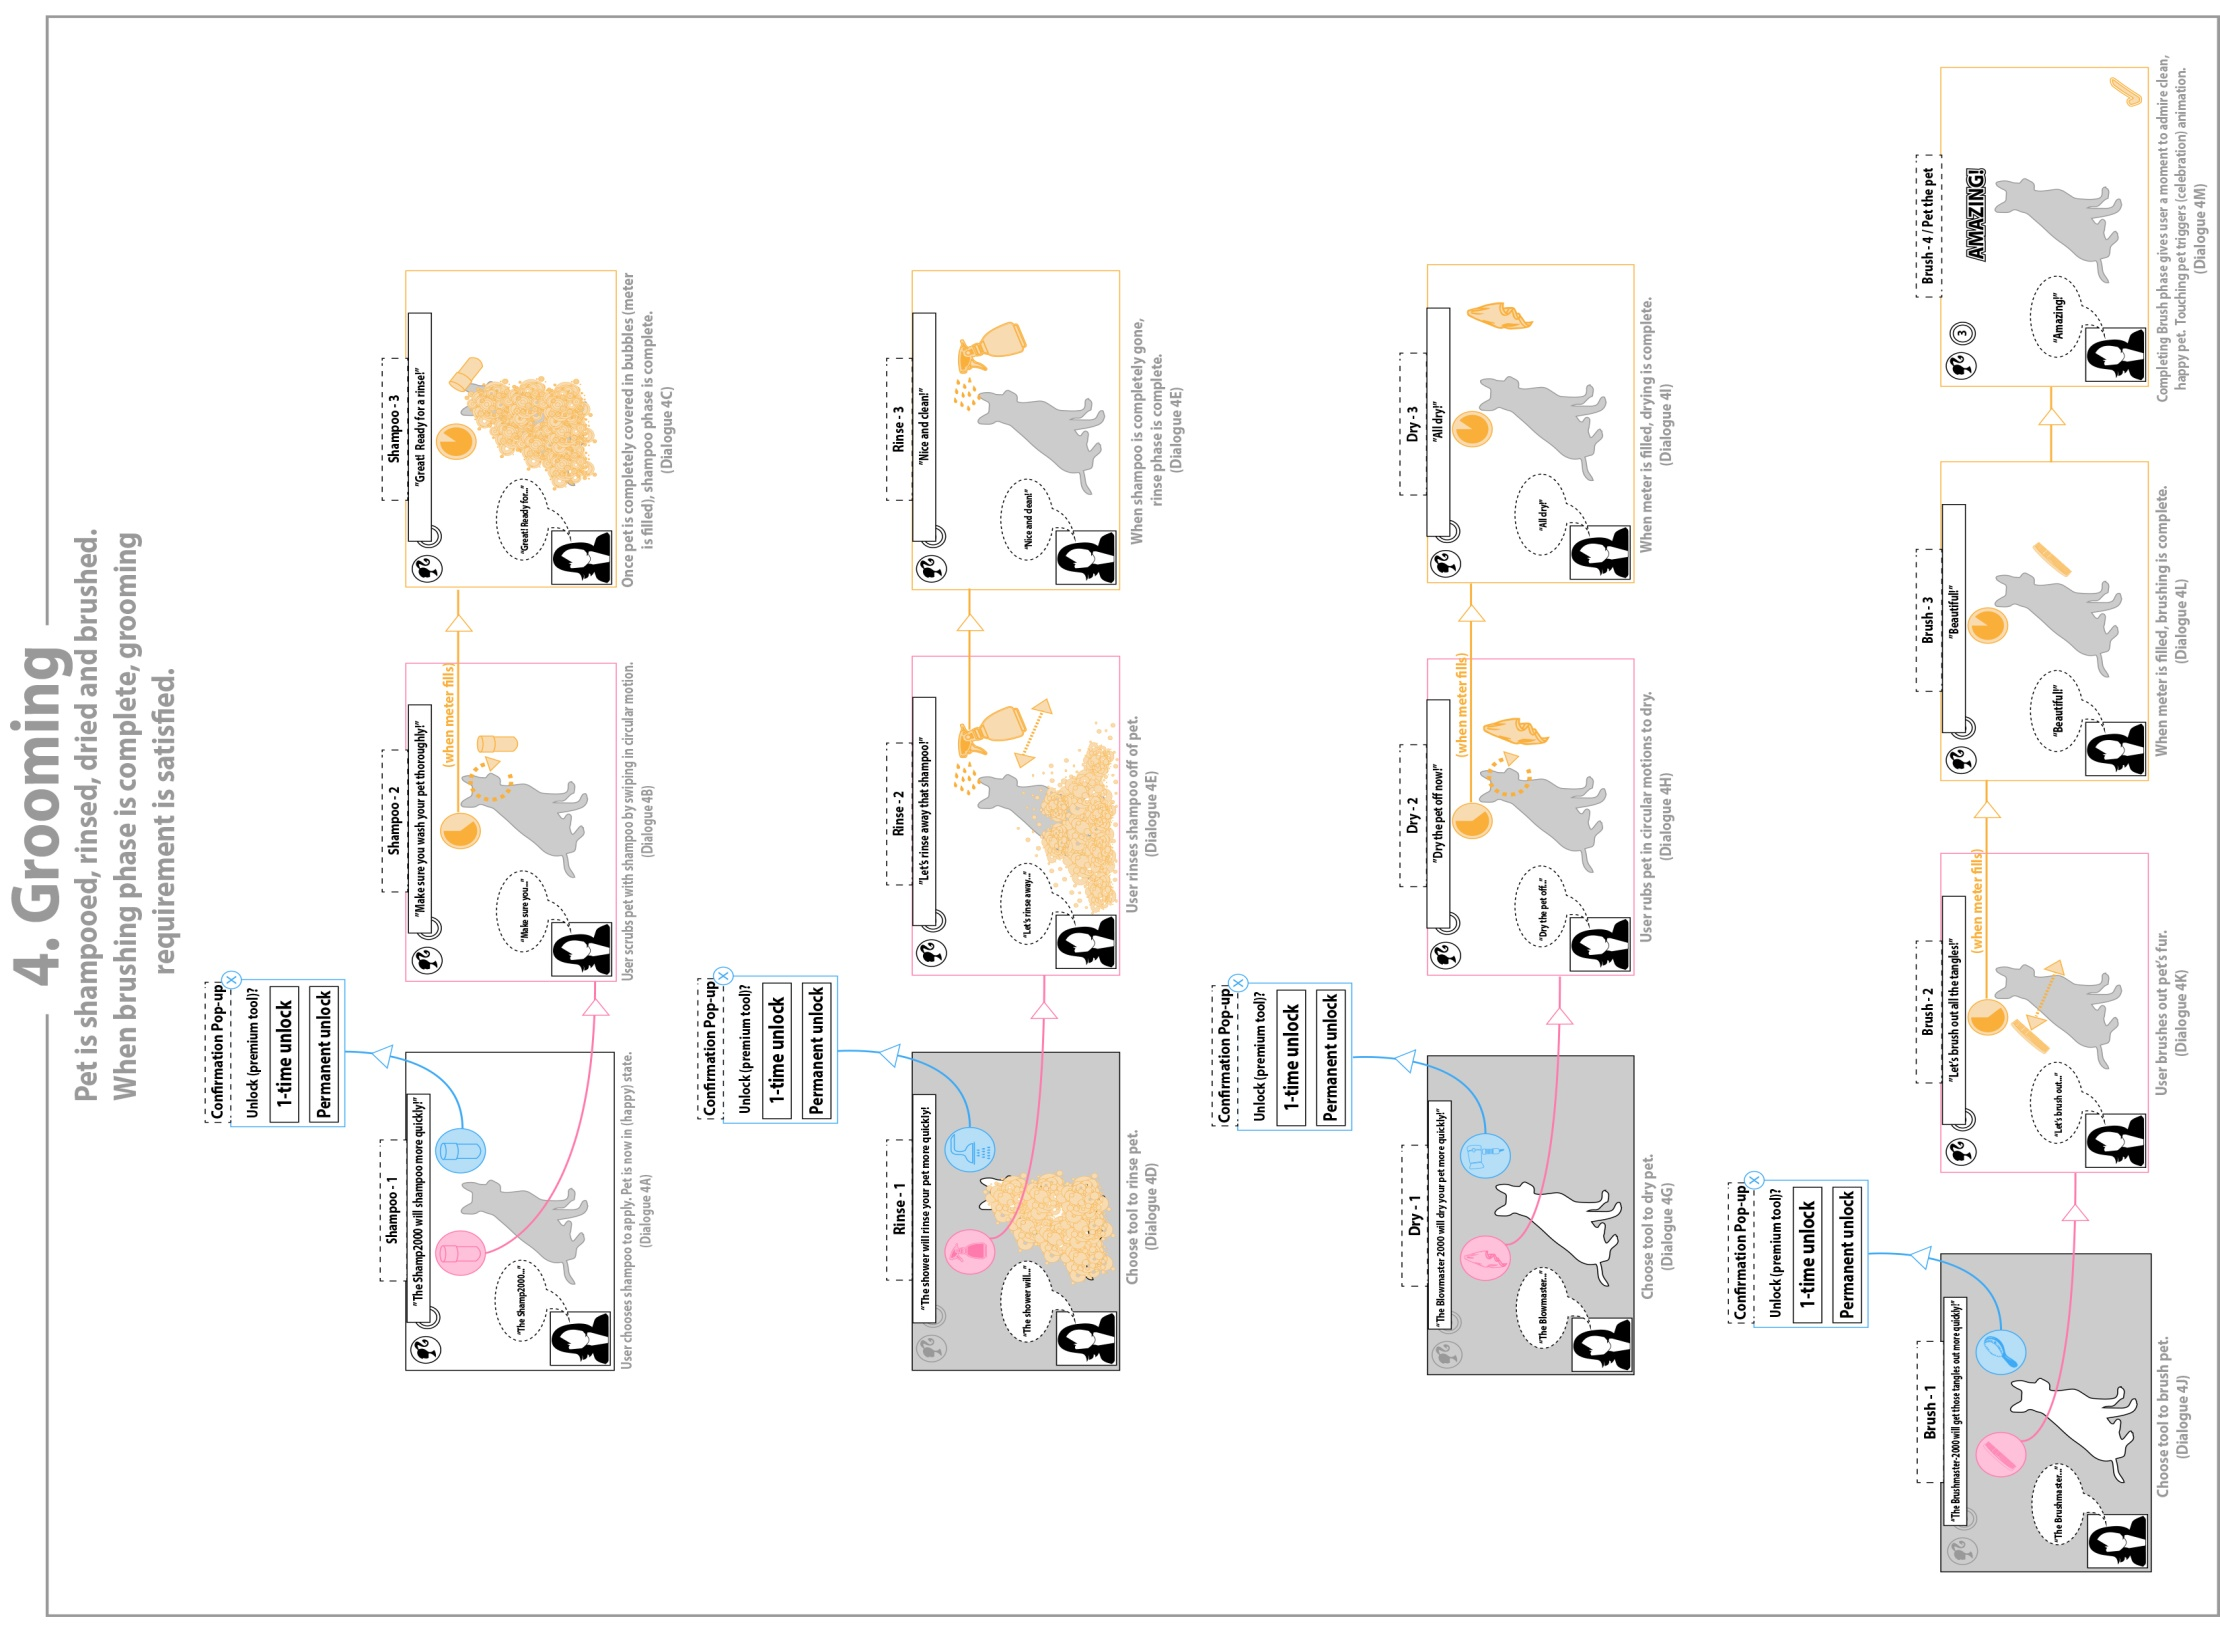 4. Grooming
Pet is shampooed, rinsed, dried and brushed.
When brushing phase is complete, grooming
requirement is satisfied.
Shampoo - 1
"The Shamp2000 will shampoo more quickly!"
"The Shamp2000..."
User chooses shampoo to apply. Pet is now in (happy) state.
(Dialogue 4A)
Confirmation Pop-up
X
Unlock (premium tool)?
1-time unlock
Permanent unlock
Shampoo - 2
"Make sure you wash your pet thoroughly!"
(when meter fills)
"Make sure you..."
User scrubs pet with shampoo by swiping in circular motion.
(Dialogue 4B)
Shampoo - 3
"Great! Ready for a rinse!"
"Great! Ready for..."
Once pet is completely covered in bubbles (meter
is filled), shampoo phase is complete.
(Dialogue 4C)
Rinse - 1
"The shower will rinse your pet more quickly!
"The shower will..."
Choose tool to rinse pet.
(Dialogue 4D)
Confirmation Pop-up
X
Unlock (premium tool)?
1-time unlock
Permanent unlock
Rinse - 2
"Let's rinse away that shampoo!"
"Let's rinse away..."
User rinses shampoo off of pet.
(Dialogue 4E)
Rinse - 3
"Nice and clean!"
"Nice and clean!"
When shampoo is completely gone,
rinse phase is complete.
(Dialogue 4E)
Dry - 1
"The Blowmaster 2000 will dry your pet more quickly!"
"The Blowmaster..."
Choose tool to dry pet.
(Dialogue 4G)
Confirmation Pop-up
X
Unlock (premium tool)?
1-time unlock
Permanent unlock
Dry - 2
"Dry the pet off now!"
(when meter fills)
"Dry the pet off..."
User rubs pet in circular motions to dry.
(Dialogue 4H)
Dry - 3
"All dry!"
"All dry!"
When meter is filled, drying is complete.
(Dialogue 4I)
Brush - 1
"The Brushmaster-2000 will get those tangles out more quickly!"
"The Brushmaster..."
Choose tool to brush pet.
(Dialogue 4J)
Confirmation Pop-up
X
Unlock (premium tool)?
1-time unlock
Permanent unlock
Brush - 2
"Let's brush out all the tangles!"
(when meter fills)
"Let's brush out..."
User brushes out pet's fur.
(Dialogue 4K)
Brush - 3
"Beautiful!"
"Beautiful!"
When meter is filled, brushing is complete.
(Dialogue 4L)
Brush - 4 / Pet the pet
3
AMAZING!
"Amazing!"
Completing Brush phase gives user a moment to admire clean,
happy pet. Touching pet triggers (celebration) animation.
(Dialogue 4M)